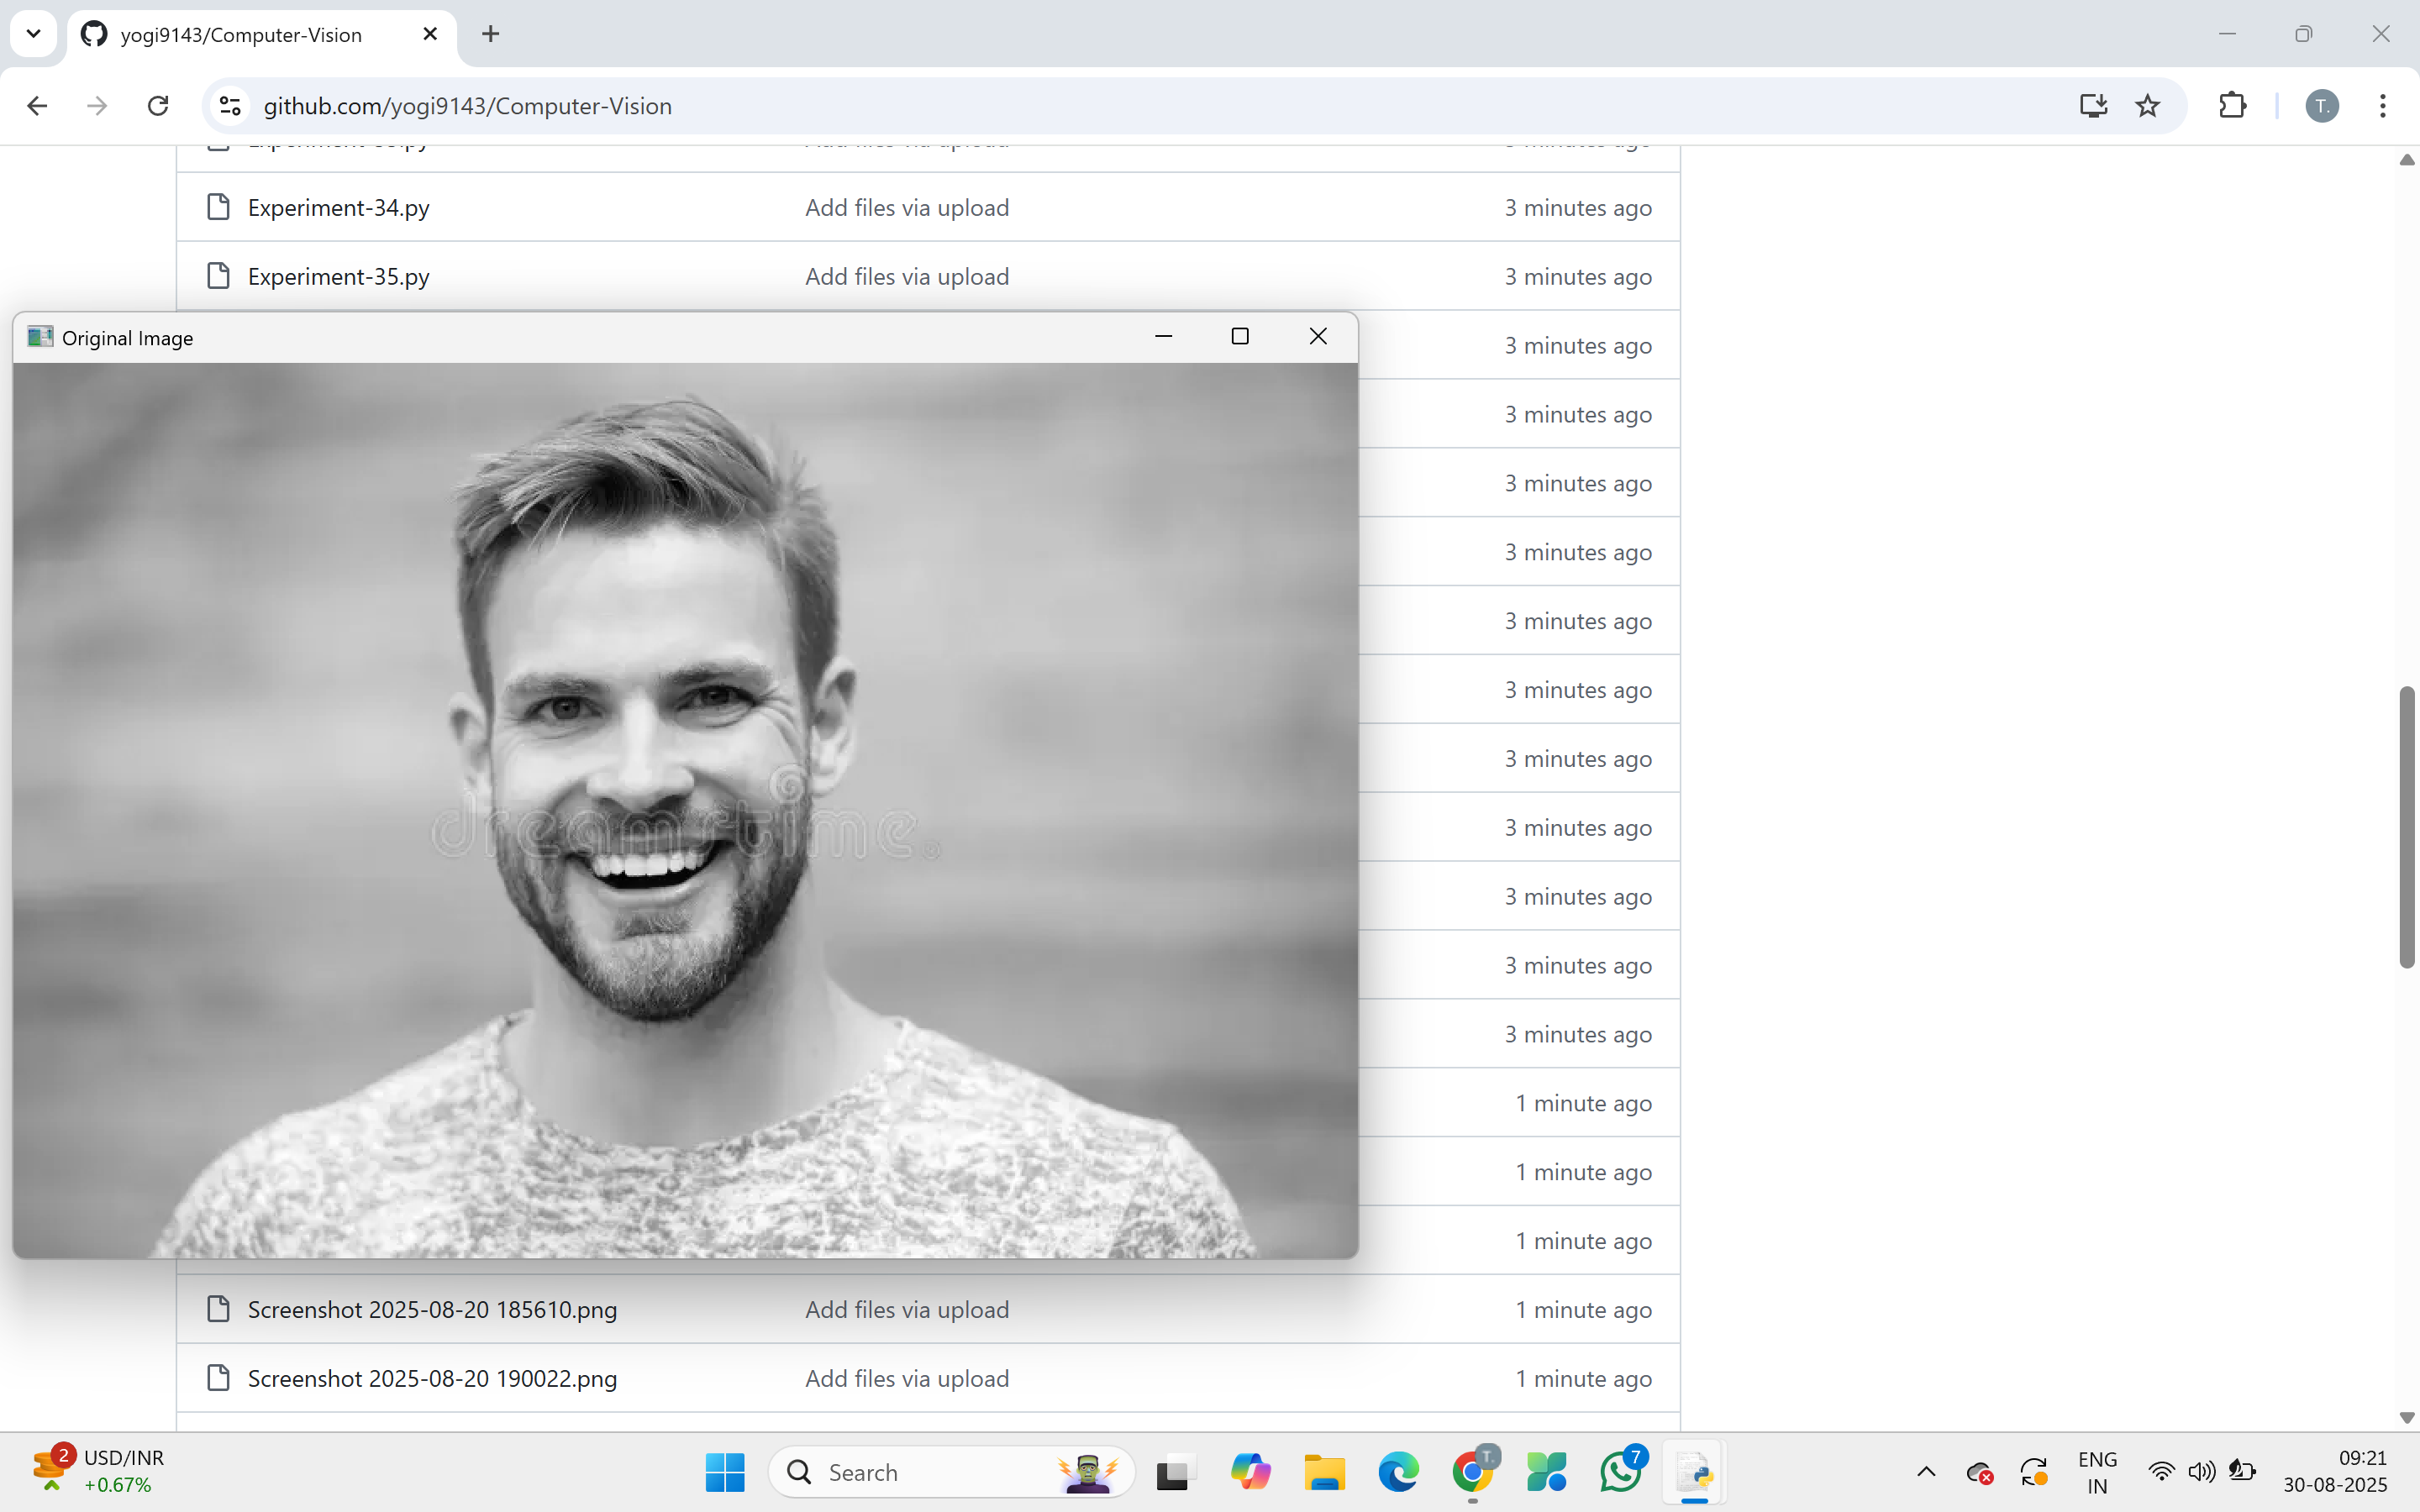 yogi9143/Computer-Vision
github.com/yogi9143/Computer-Vision
T.
Experiment-34.py Add files via upload 3 minutes ago
Experiment-35.py Add files via upload 3 minutes ago
Original Image
3 minutes ago
3 minutes ago
3 minutes ago
3 minutes ago
3 minutes ago
3 minutes ago
3 minutes ago
3 minutes ago
3 minutes ago
3 minutes ago
3 minutes ago
1 minute ago
1 minute ago
1 minute ago
dreamstime.
Screenshot 2025-08-20 185610.png Add files via upload 1 minute ago
Screenshot 2025-08-20 190022.png Add files via upload 1 minute ago
2
USD/INR
+0.67%
Search
T.
7
ENG
IN
09:21
30-08-2025